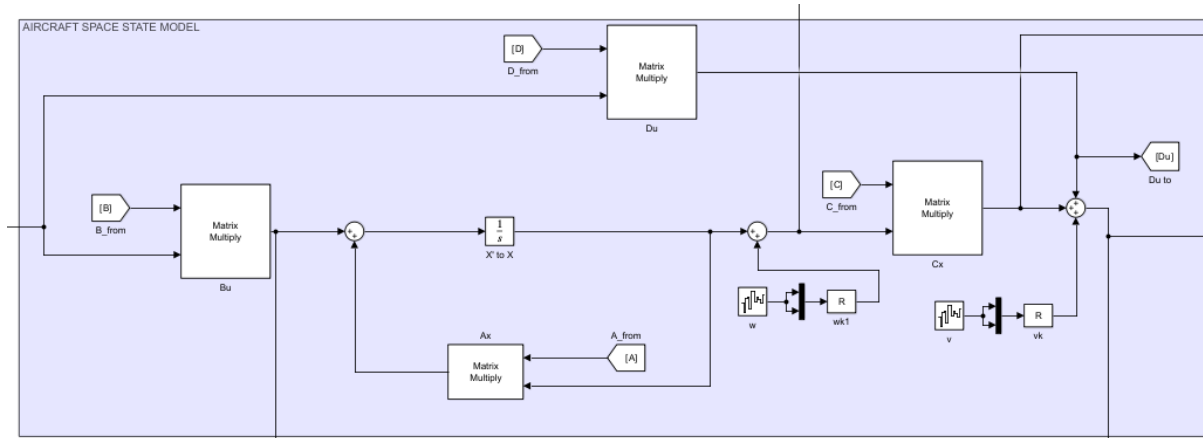 AIRCRAFT SPACE STATE MODEL
[D]
D_from
Matrix
Multiply
Du
[Du]
Du to
[B]
B_from
Matrix
Multiply
Bu
+
+
1
s
X' to X
+
+
[C]
C_from
Matrix
Multiply
Cx
+
+
+
w
R
wk1
v
R
vk
Ax
Matrix
Multiply
A_from
[A]